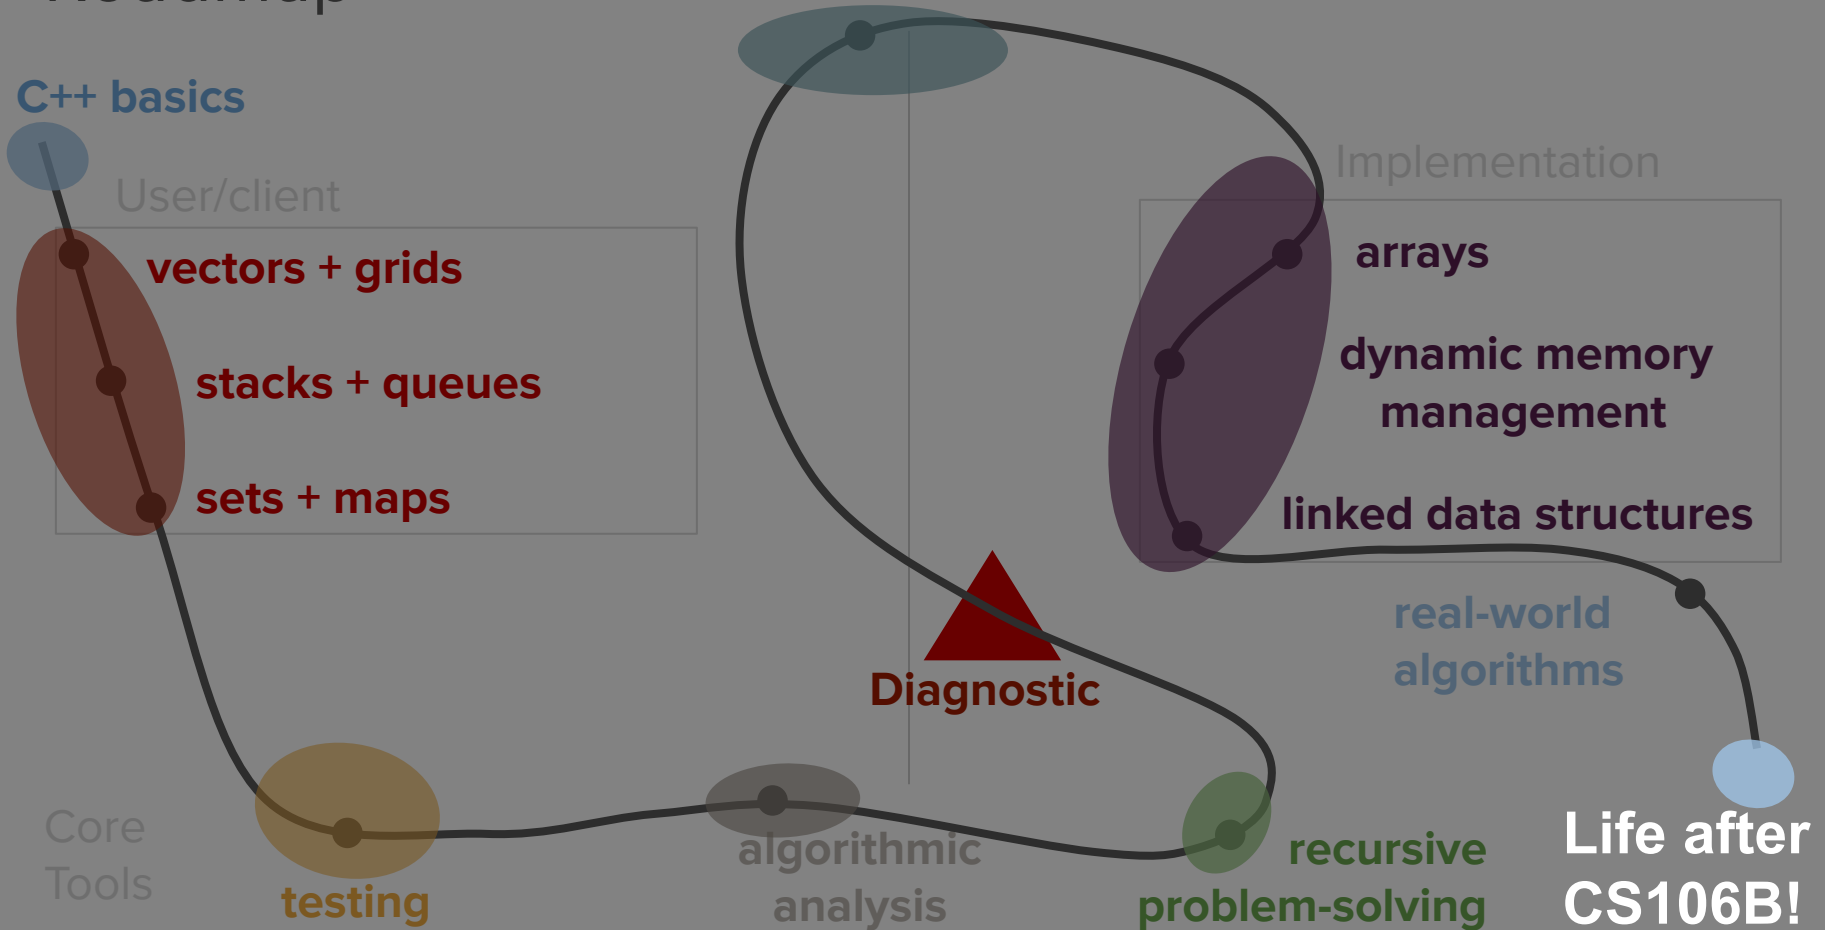 Roadmap
C++ basics
User/client
vectors + grids
stacks + queues
sets + maps
Core
Tools
testing
algorithmic
analysis
recursive
problem-solving
Diagnostic
Implementation
arrays
dynamic memory
management
linked data structures
real-world
algorithms
Life after
CS106B!